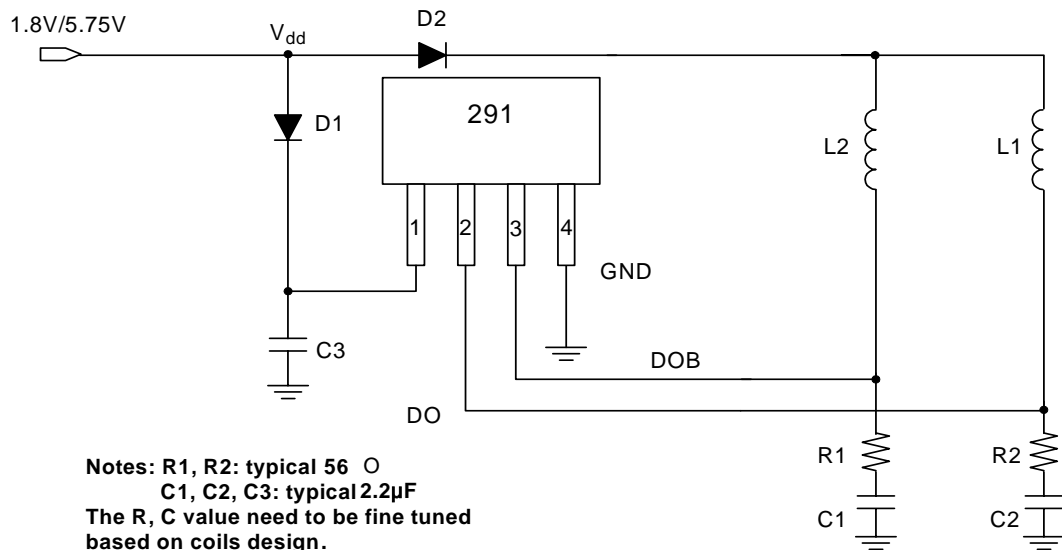 1.8V/5.75V
Vdd
D2
D1
291
L2
L1
1
2
3
4
GND
C3
DOB
DO
R1
R2
C1
C2
Notes: R1, R2: typical 56 O
C1, C2, C3: typical 2.2µF
The R, C value need to be fine tuned
based on coils design.